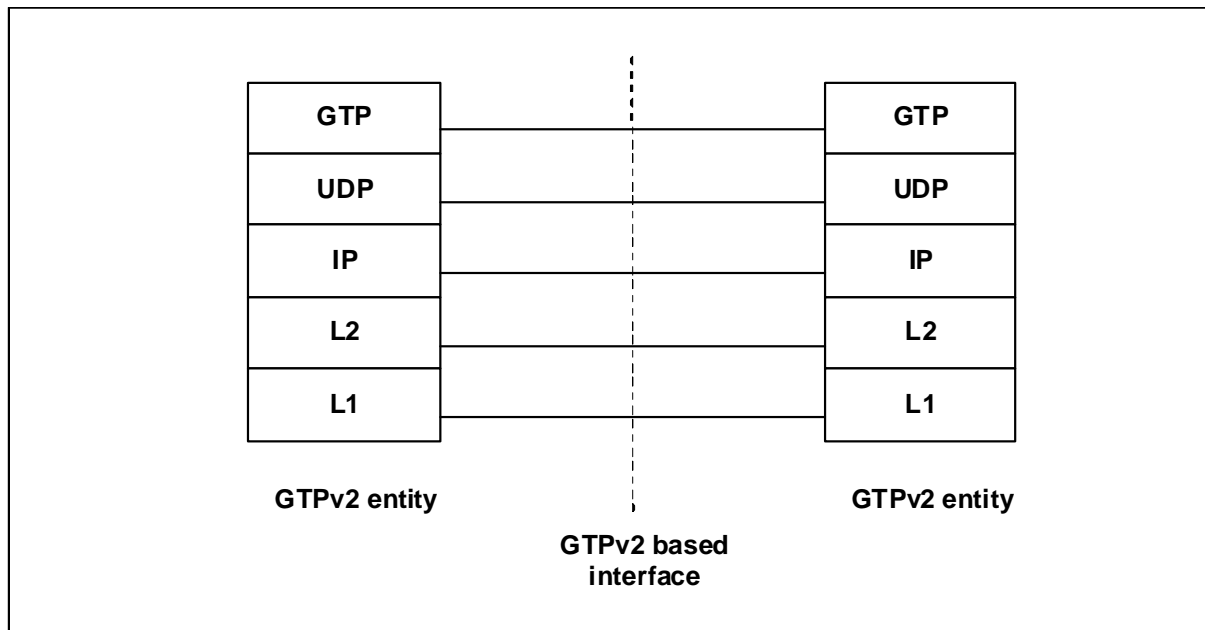 GTP
GTP
UDP
UDP
IP
IP
L2
L2
L1
L1
GTPv2 entity
GTPv2 entity
GTPv2 based
interface